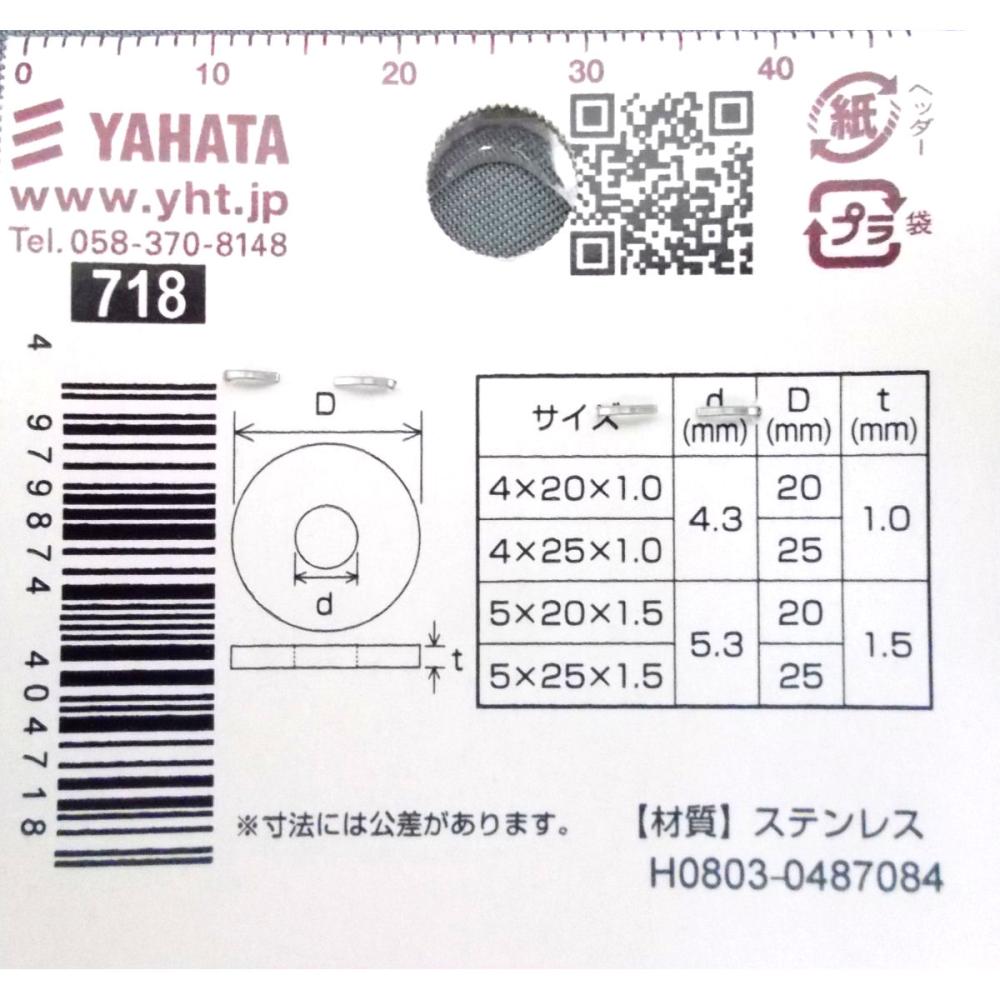 0 10 20 30 40
YAHATA
www.yht.jp
Tel. 058-370-8148
718
紙
ヘッダー
プラ
袋
4 979874 404718
D
d
t
サイズ d (mm) D (mm) t (mm)
4×20×1.0 4.3 20 1.0
4×25×1.0 25
5×20×1.5 5.3 20 1.5
5×25×1.5 25
※寸法には公差があります。
【材質】ステンレス
H0803-0487084